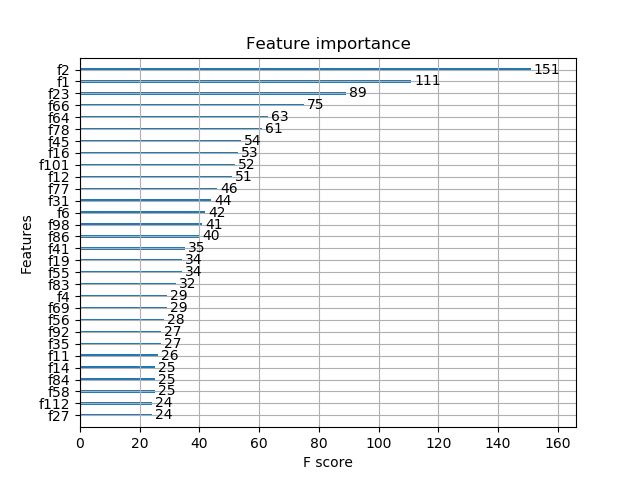 Feature importance
f2 151
f1 111
f23 89
f66 75
f64 63
f78 61
f45 54
f16 53
f101 52
f12 51
f77 46
f31 44
f6 42
f98 41
f86 40
f41 35
f19 34
f55 34
f83 32
f4 29
f69 29
f56 28
f92 27
f35 27
f11 26
f14 25
f84 25
f58 25
f112 24
f27 24
Features
0 20 40 60 80 100 120 140 160
F score